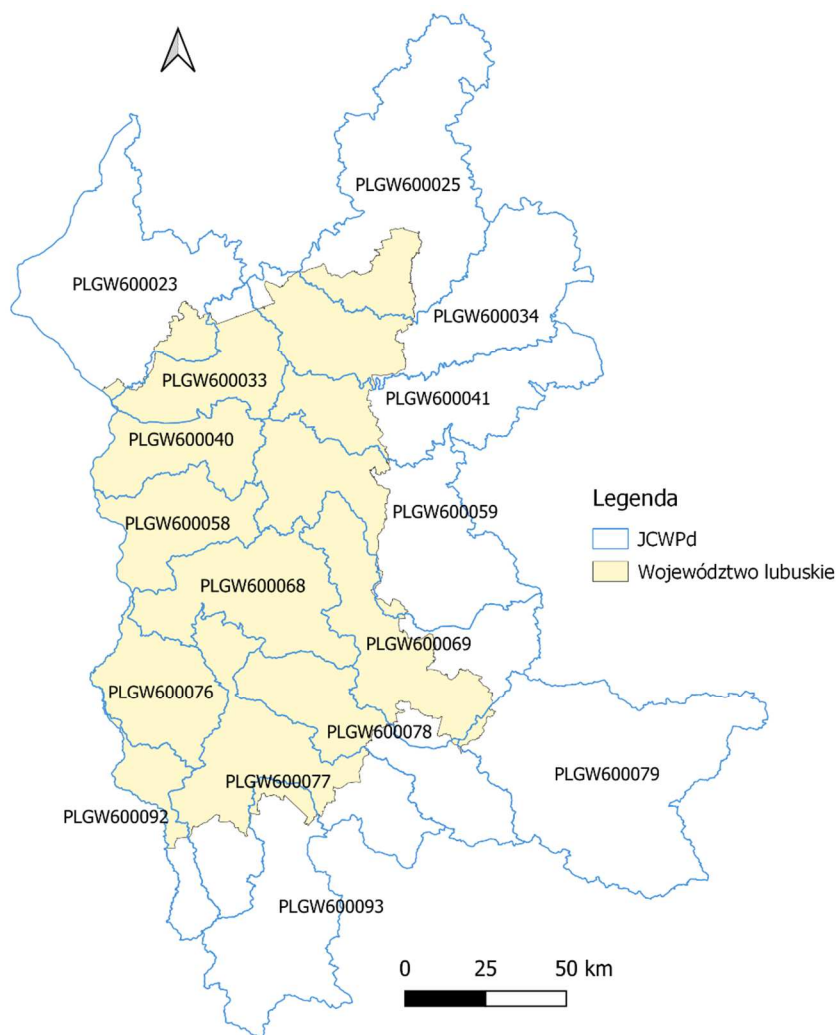 PLGW600025
PLGW600023
PLGW600034
PLGW600033
PLGW600041
PLGW600040
PLGW600059
Legenda
PLGW600058
JCWPd
Województwo lubuskie
PLGW600068
PLGW600069
PLGW600076
PLGW600078
PLGW600079
PLGW600077
PLGW600092
PLGW600093
0 25 50 km